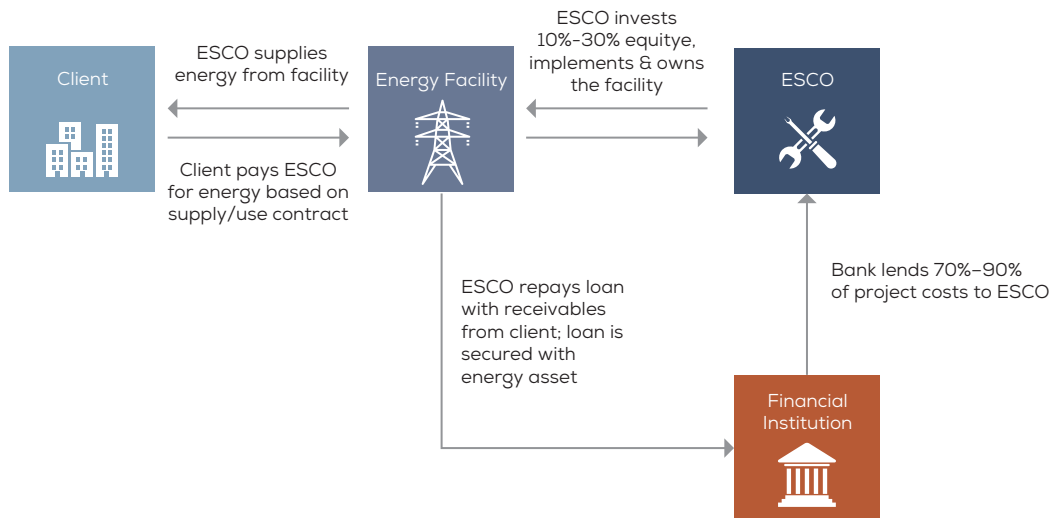 Client
ESCO supplies
energy from facility
Client pays ESCO
for energy based on
supply/use contract
Energy Facility
ESCO invests
10%-30% equitye,
implements & owns
the facility
ESCO
ESCO repays loan
with receivables
from client; loan is
secured with
energy asset
Bank lends 70%–90%
of project costs to ESCO
Financial
Institution